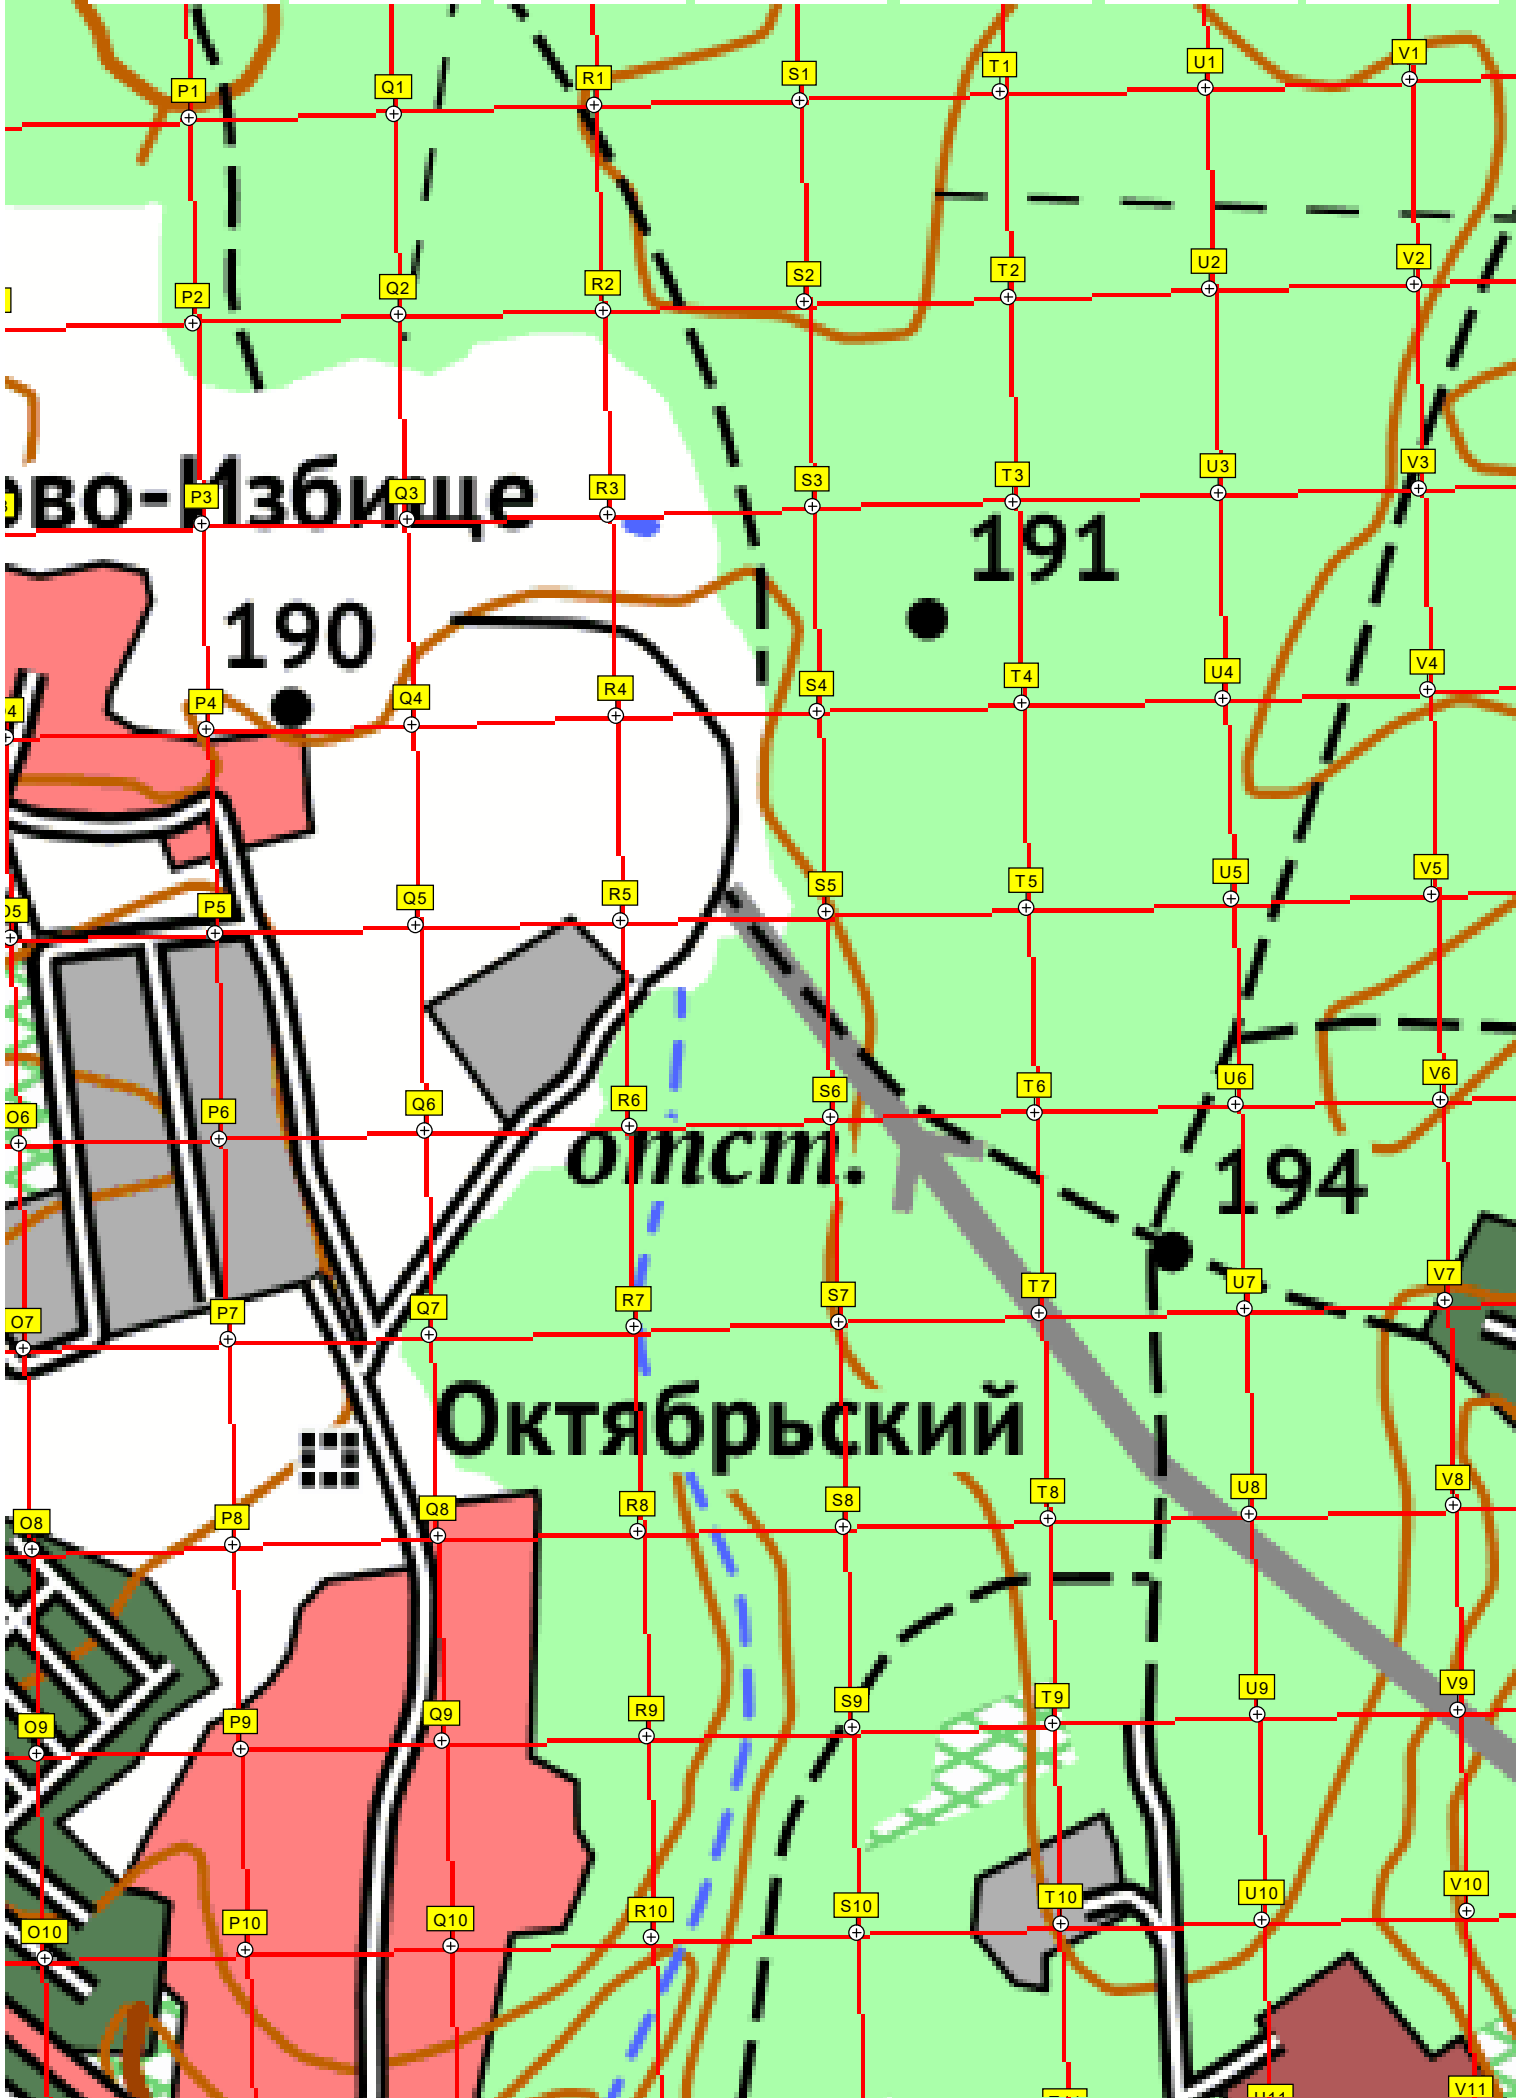 P1 Q1 R1 S1 T1 U1 V1
P2 Q2 R2 S2 T2 U2 V2
ово-Избище
P3 Q3 R3 S3 T3 U3 V3
191
190
4 P4 Q4 R4 S4 T4 U4 V4
O5 P5 Q5 R5 S5 T5 U5 V5
O6 P6 Q6 R6 S6 T6 U6 V6
отст.
194
O7 P7 Q7 R7 S7 T7 U7 V7
Октябрьский
O8 P8 Q8 R8 S8 T8 U8 V8
O9 P9 Q9 R9 S9 T9 U9 V9
O10 P10 Q10 R10 S10 T10 U10 V10
U11 V11